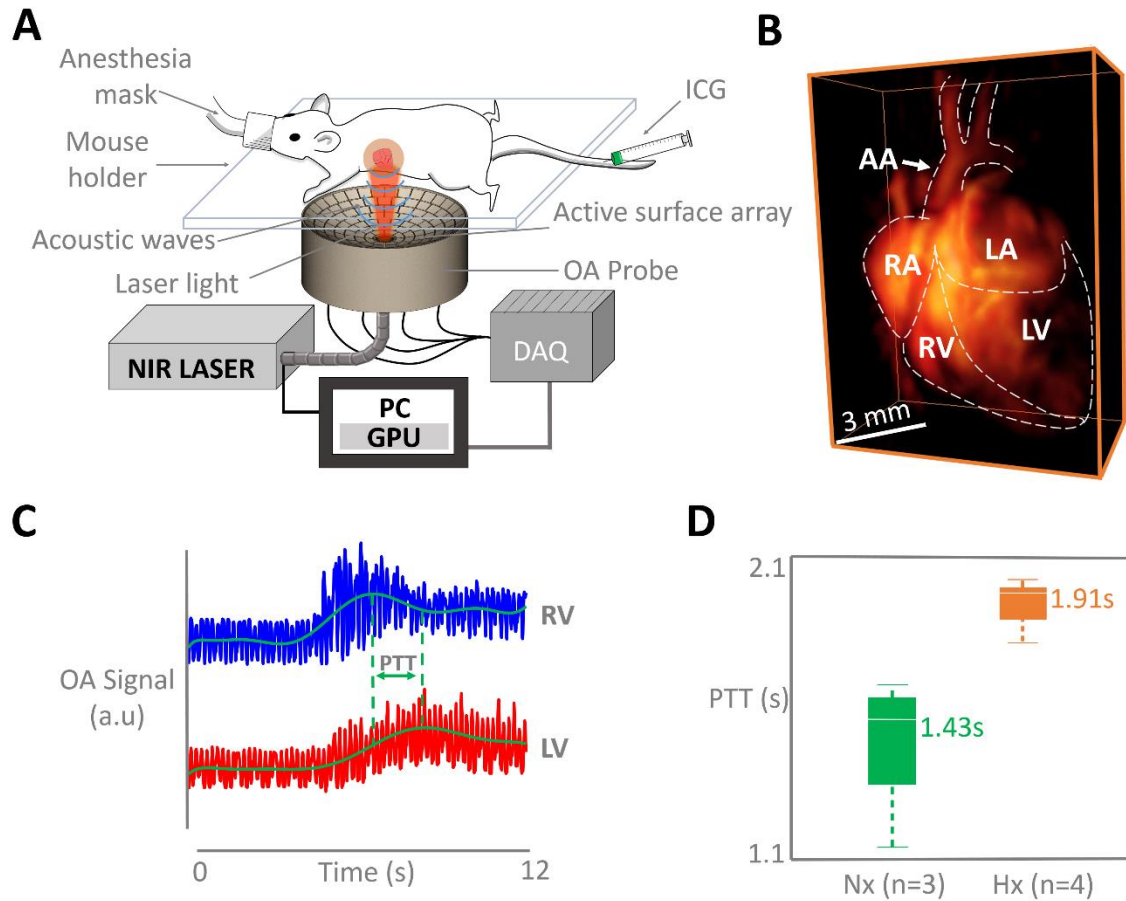 A
Anesthesia
mask
Mouse
holder
ICG
Acoustic waves
Active surface array
Laser light
OA Probe
NIR LASER
DAQ
PC
GPU
B
AA
RA
LA
RV
LV
3 mm
C
OA Signal
(a.u)
RV
PTT
LV
0
Time (s)
12
D
2.1
PTT (s)
1.1
1.43s
1.91s
Nx (n=3)
Hx (n=4)